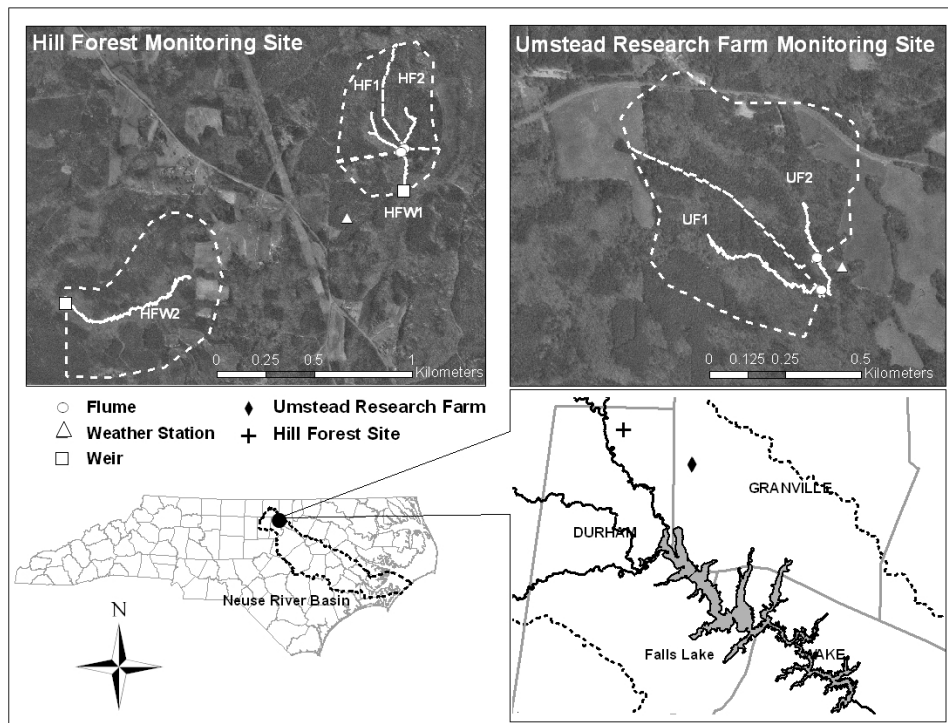 Hill Forest Monitoring Site
HF1
HF2
HFW1
HFW2
0 0.25 0.5 1
Kilometers
Umstead Research Farm Monitoring Site
UF2
UF1
0 0.125 0.25 0.5
Kilometers
Flume
Weather Station
Weir
Umstead Research Farm
Hill Forest Site
Neuse River Basin
N
GRANVILLE
DURHAM
Falls Lake
WAKE